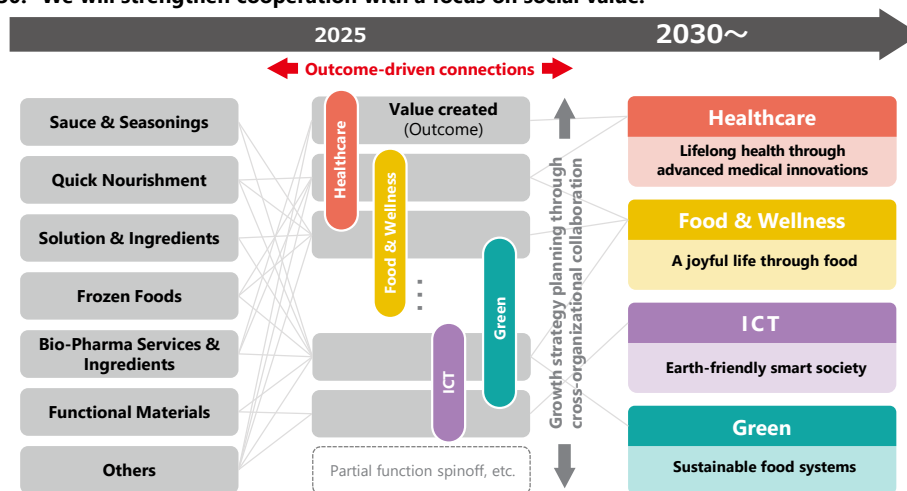 We will strengthen cooperation with a focus on social value.
2025
2030～
Outcome-driven connections
Sauce & Seasonings
Quick Nourishment
Solution & Ingredients
Frozen Foods
Bio-Pharma Services &
Ingredients
Functional Materials
Others
Value created
(Outcome)
Healthcare
Food & Wellness
Green
ICT
⋮
Partial function spinoff, etc.
Growth strategy planning through
cross-organizational collaboration
Healthcare
Lifelong health through
advanced medical innovations
Food & Wellness
A joyful life through food
ICT
Earth-friendly smart society
Green
Sustainable food systems